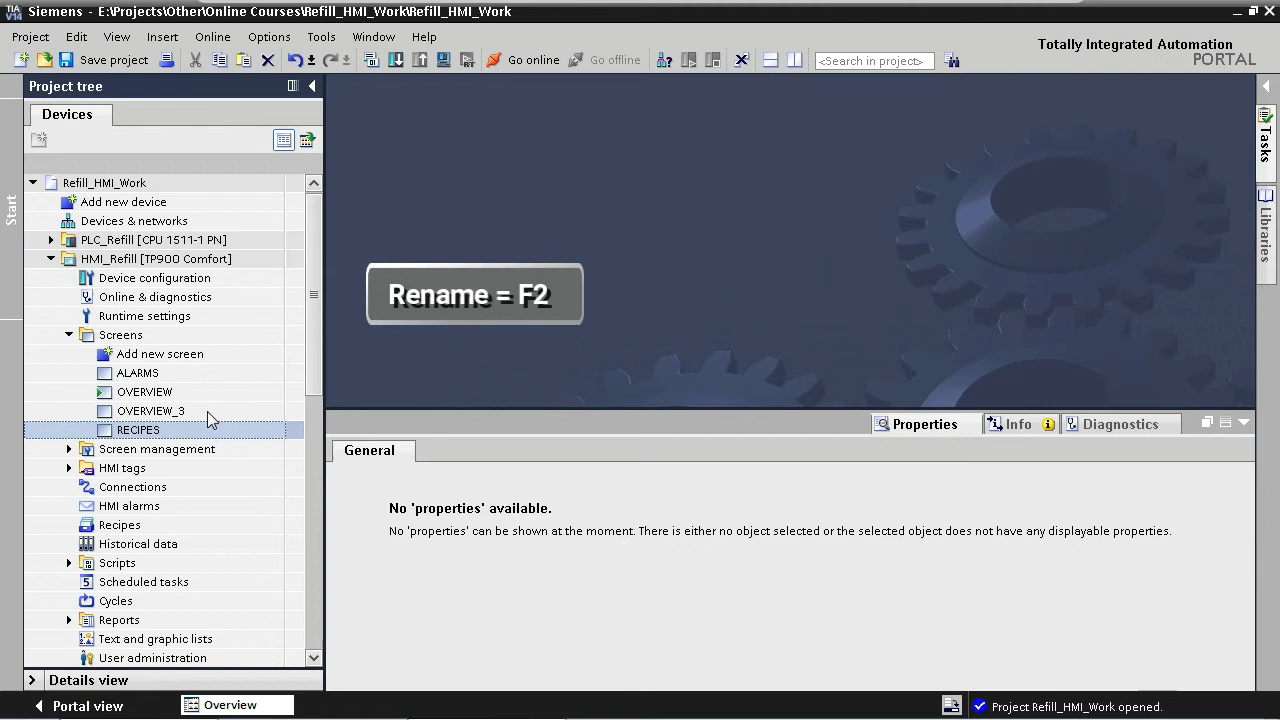 TIA
V14
Siemens - E:\Projects\Other\Online Courses\Refill_HMI_Work\Refill_HMI_Work
Project Edit View Insert Online Options Tools Window Help
Totally Integrated Automation
PORTAL
Save project
Go online
Go offline
<Search in project>
Project tree
Devices
Start
Refill_HMI_Work
Add new device
Devices & networks
PLC_Refill [CPU 1511-1 PN]
HMI_Refill [TP900 Comfort]
Device configuration
Online & diagnostics
Runtime settings
Screens
Add new screen
ALARMS
OVERVIEW
OVERVIEW_3
RECIPES
Screen management
HMI tags
Connections
HMI alarms
Recipes
Historical data
Scripts
5 Scheduled tasks
Cycles
Reports
Text and graphic lists
User administration
Details view
Rename = F2
Tasks
Libraries
Properties
Info
Diagnostics
General
No 'properties' available.
No 'properties' can be shown at the moment. There is either no object selected or the selected object does not have any displayable properties.
Portal view
Overview
Project Refill_HMI_Work opened.